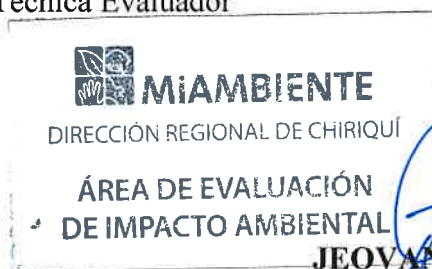 Técnica Evaluador
MiAMBIENTE
DIRECCIÓN REGIONAL DE CHIRIQUÍ
ÁREA DE EVALUACIÓN
DE IMPACTO AMBIENTAL